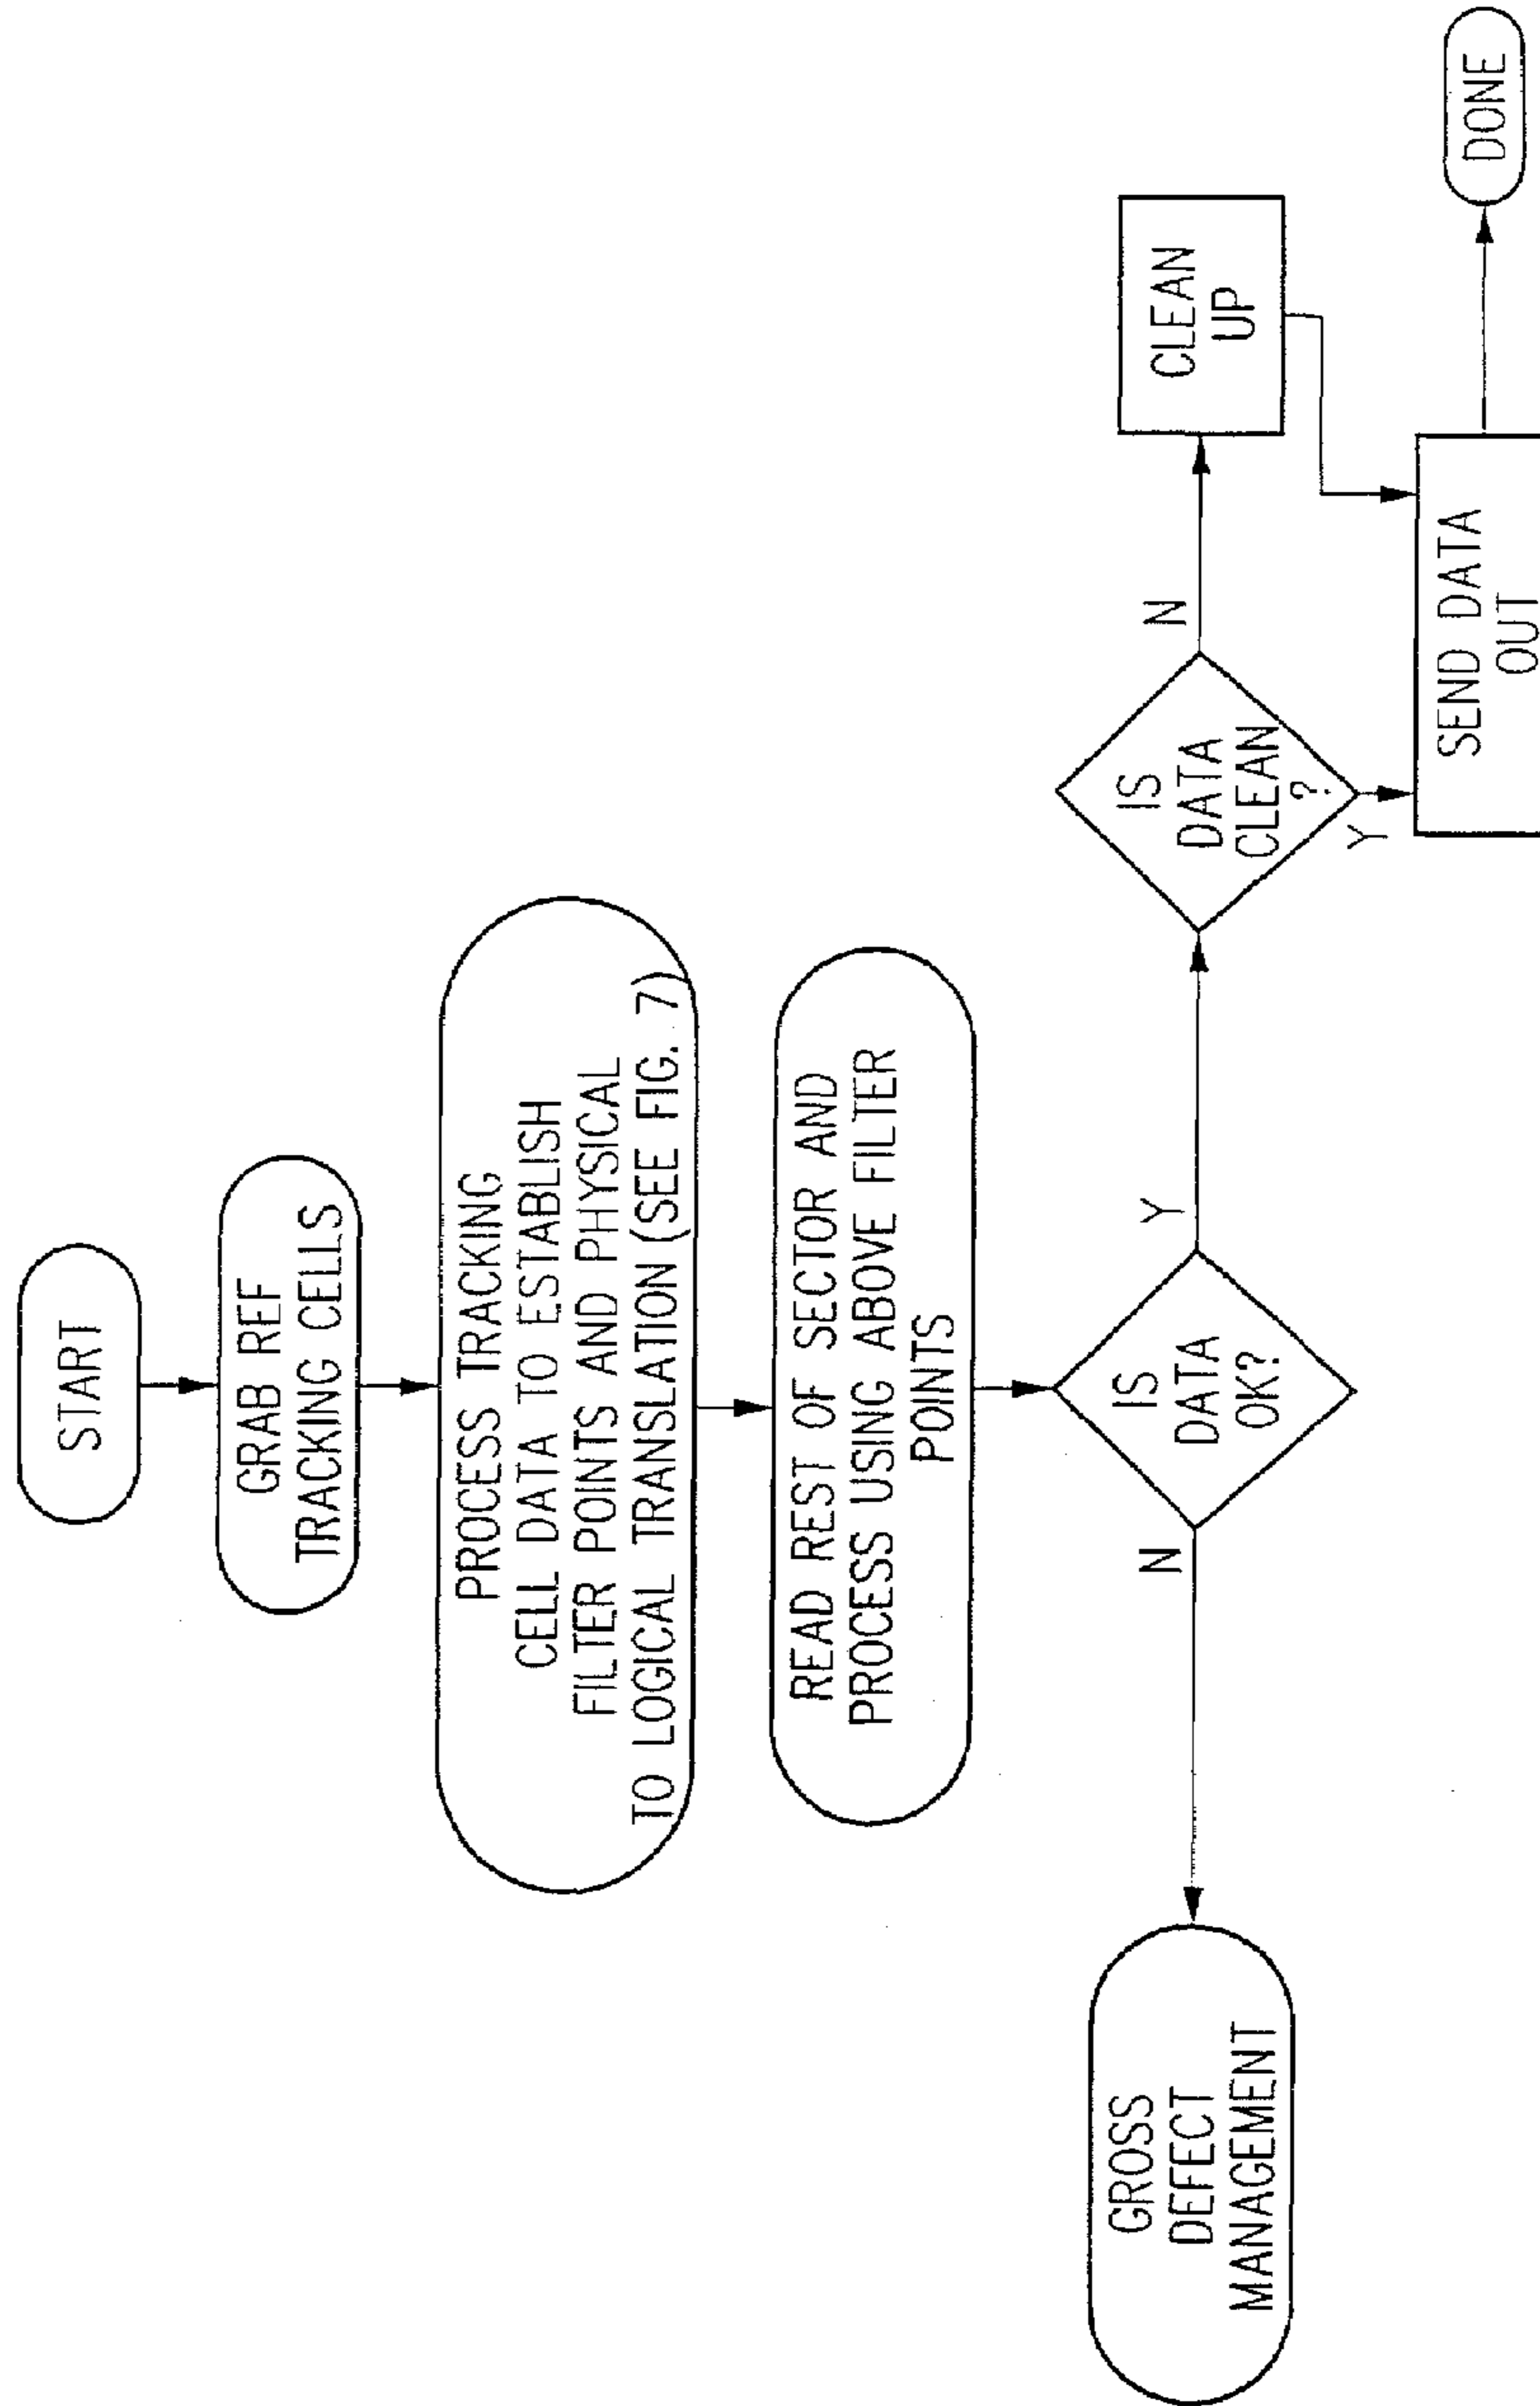 START
GRAB REF
TRACKING CELLS
PROCESS TRACKING
CELL DATA TO ESTABLISH
FILTER POINTS AND PHYSICAL
TO LOGICAL TRANSLATION (SEE FIG. 7)
READ REST OF SECTOR AND
PROCESS USING ABOVE FILTER
POINTS
IS
DATA
OK?
N
Y
GROSS
DEFECT
MANAGEMENT
IS
DATA
CLEAN
?
N
Y
CLEAN
UP
SEND DATA
OUT
DONE